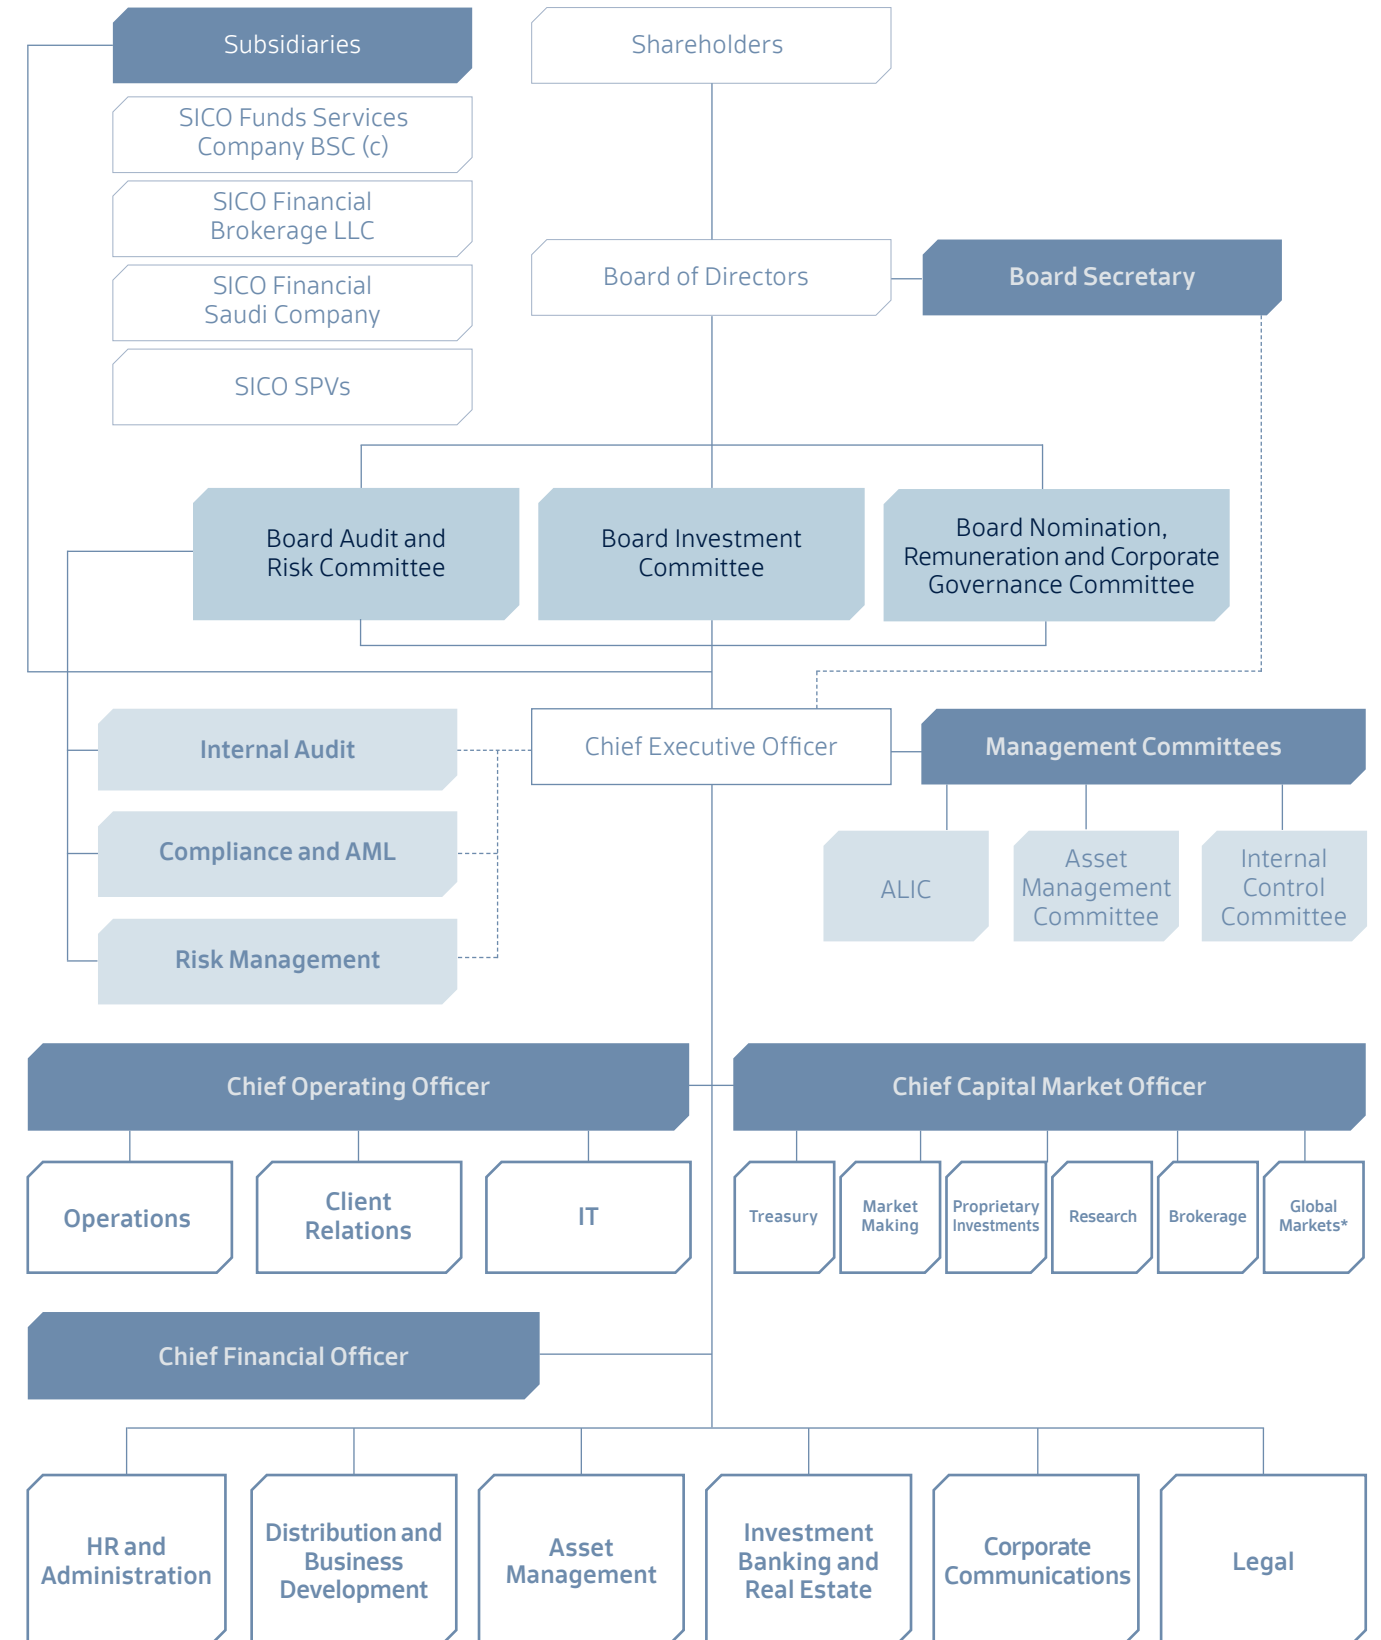 Subsidiaries
Shareholders
SICO Funds Services
Company BSC (c)
SICO Financial
Brokerage LLC
SICO Financial
Saudi Company
SICO SPVs
Board of Directors
Board Secretary
Board Audit and
Risk Committee
Board Investment
Committee
Board Nomination,
Remuneration and Corporate
Governance Committee
Internal Audit
Compliance and AML
Risk Management
Chief Executive Officer
Management Committees
ALIC
Asset
Management
Committee
Internal
Control
Committee
Chief Operating Officer
Chief Capital Market Officer
Operations
Client
Relations
IT
Treasury
Market
Making
Proprietary
Investments
Research
Brokerage
Global
Markets*
Chief Financial Officer
HR and
Administration
Distribution and
Business
Development
Asset
Management
Investment
Banking and
Real Estate
Corporate
Communications
Legal